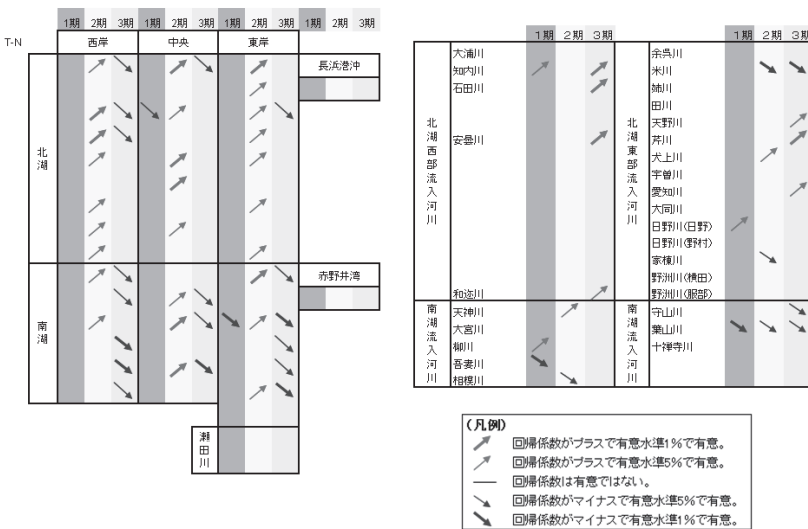 1期 2期 3期 1期 2期 3期 1期 2期 3期 1期 2期 3期
T-N
西岸 中央 東岸
長浜港沖
北湖
赤野井湾
南湖
瀬田川
1期 2期 3期
北湖西部流入河川
大浦川
知内川
石田川
安曇川
和迩川
南湖流入河川
天神川
大宮川
柳川
吾妻川
相模川
1期 2期 3期
北湖東部流入河川
余呉川
米川
姉川
田川
天野川
芹川
犬上川
宇曽川
愛知川
大同川
日野川(日野)
日野川(野村)
家棟川
野洲川(横田)
野洲川(服部)
南湖流入河川
守山川
葉山川
十禅寺川
(凡例)
回帰係数がプラスで有意水準1%で有意。
回帰係数がプラスで有意水準5%で有意。
回帰係数は有意ではない。
回帰係数がマイナスで有意水準5%で有意。
回帰係数がマイナスで有意水準1%で有意。